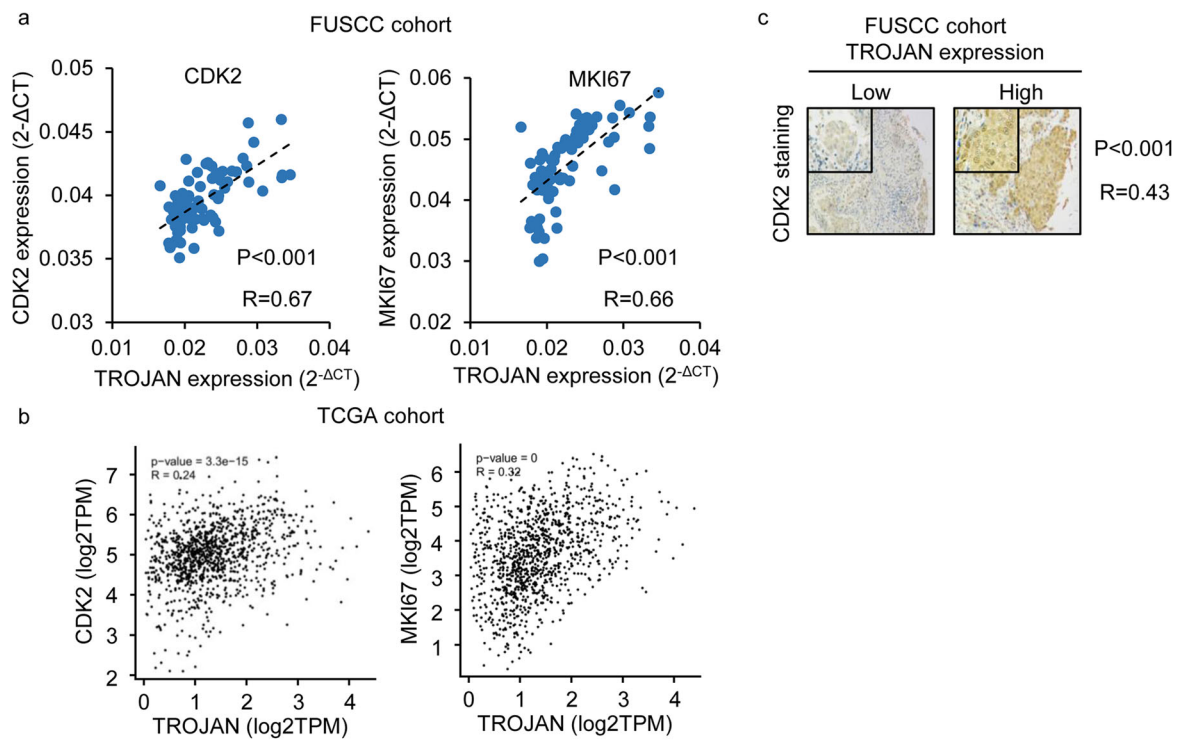 a
FUSCC cohort
CDK2 expression (2-ΔCT)
0.05
0.045
0.04
0.035
0.03
CDK2
P<0.001
R=0.67
0.01 0.02 0.03 0.04
TROJAN expression (2-ΔCT)
MKI67 expression (2-ΔCT)
0.06
0.05
0.04
0.03
0.02
MKI67
P<0.001
R=0.66
0.01 0.02 0.03 0.04
TROJAN expression (2-ΔCT)
b
TCGA cohort
CDK2 (log2TPM)
7
6
5
4
3
2
p-value = 3.3e-15
R = 0.24
0 1 2 3 4
TROJAN (log2TPM)
MKI67 (log2TPM)
6
5
4
3
2
1
p-value = 0
R = 0.32
0 1 2 3 4
TROJAN (log2TPM)
c
FUSCC cohort
TROJAN expression
Low High
CDK2 staining
P<0.001
R=0.43